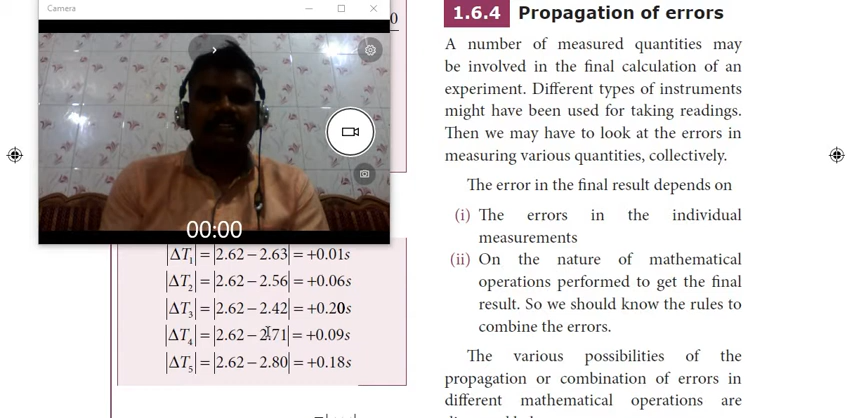 Camera
0
00:00
|ΔT₁| = |2.62 − 2.63| = +0.01s
|ΔT₂| = |2.62 − 2.56| = +0.06s
|ΔT₃| = |2.62 − 2.42| = +0.20s
|ΔT₄| = |2.62 − 2.71| = +0.09s
|ΔT₅| = |2.62 − 2.80| = +0.18s
1.6.4 Propagation of errors
A number of measured quantities may
be involved in the final calculation of an
experiment. Different types of instruments
might have been used for taking readings.
Then we may have to look at the errors in
measuring various quantities, collectively.
The error in the final result depends on
(i) The errors in the individual
measurements
(ii) On the nature of mathematical
operations performed to get the final
result. So we should know the rules to
combine the errors.
The various possibilities of the
propagation or combination of errors in
different mathematical operations are